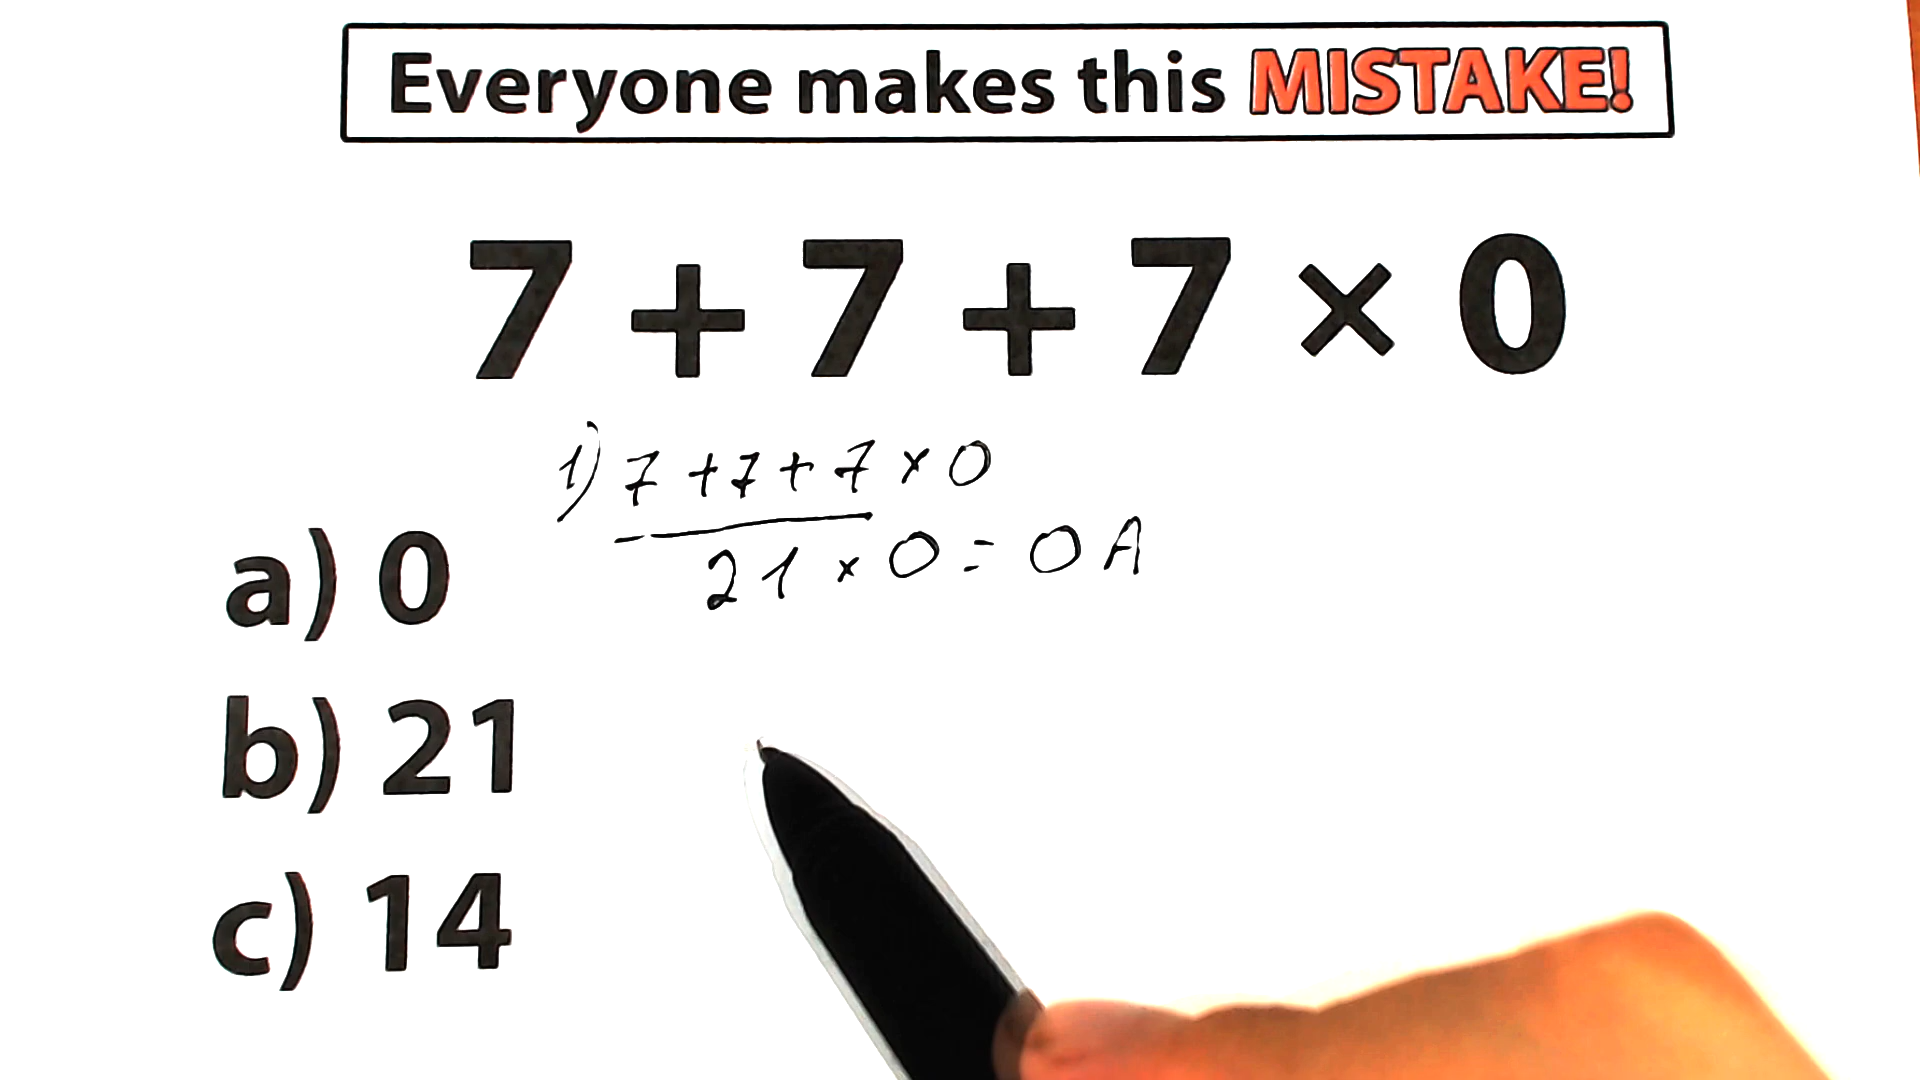 Everyone makes this MISTAKE!
7 + 7 + 7 × 0
1) 7 + 7 + 7 × 0
21 × 0 = 0 A
a) 0
b) 21
c) 14